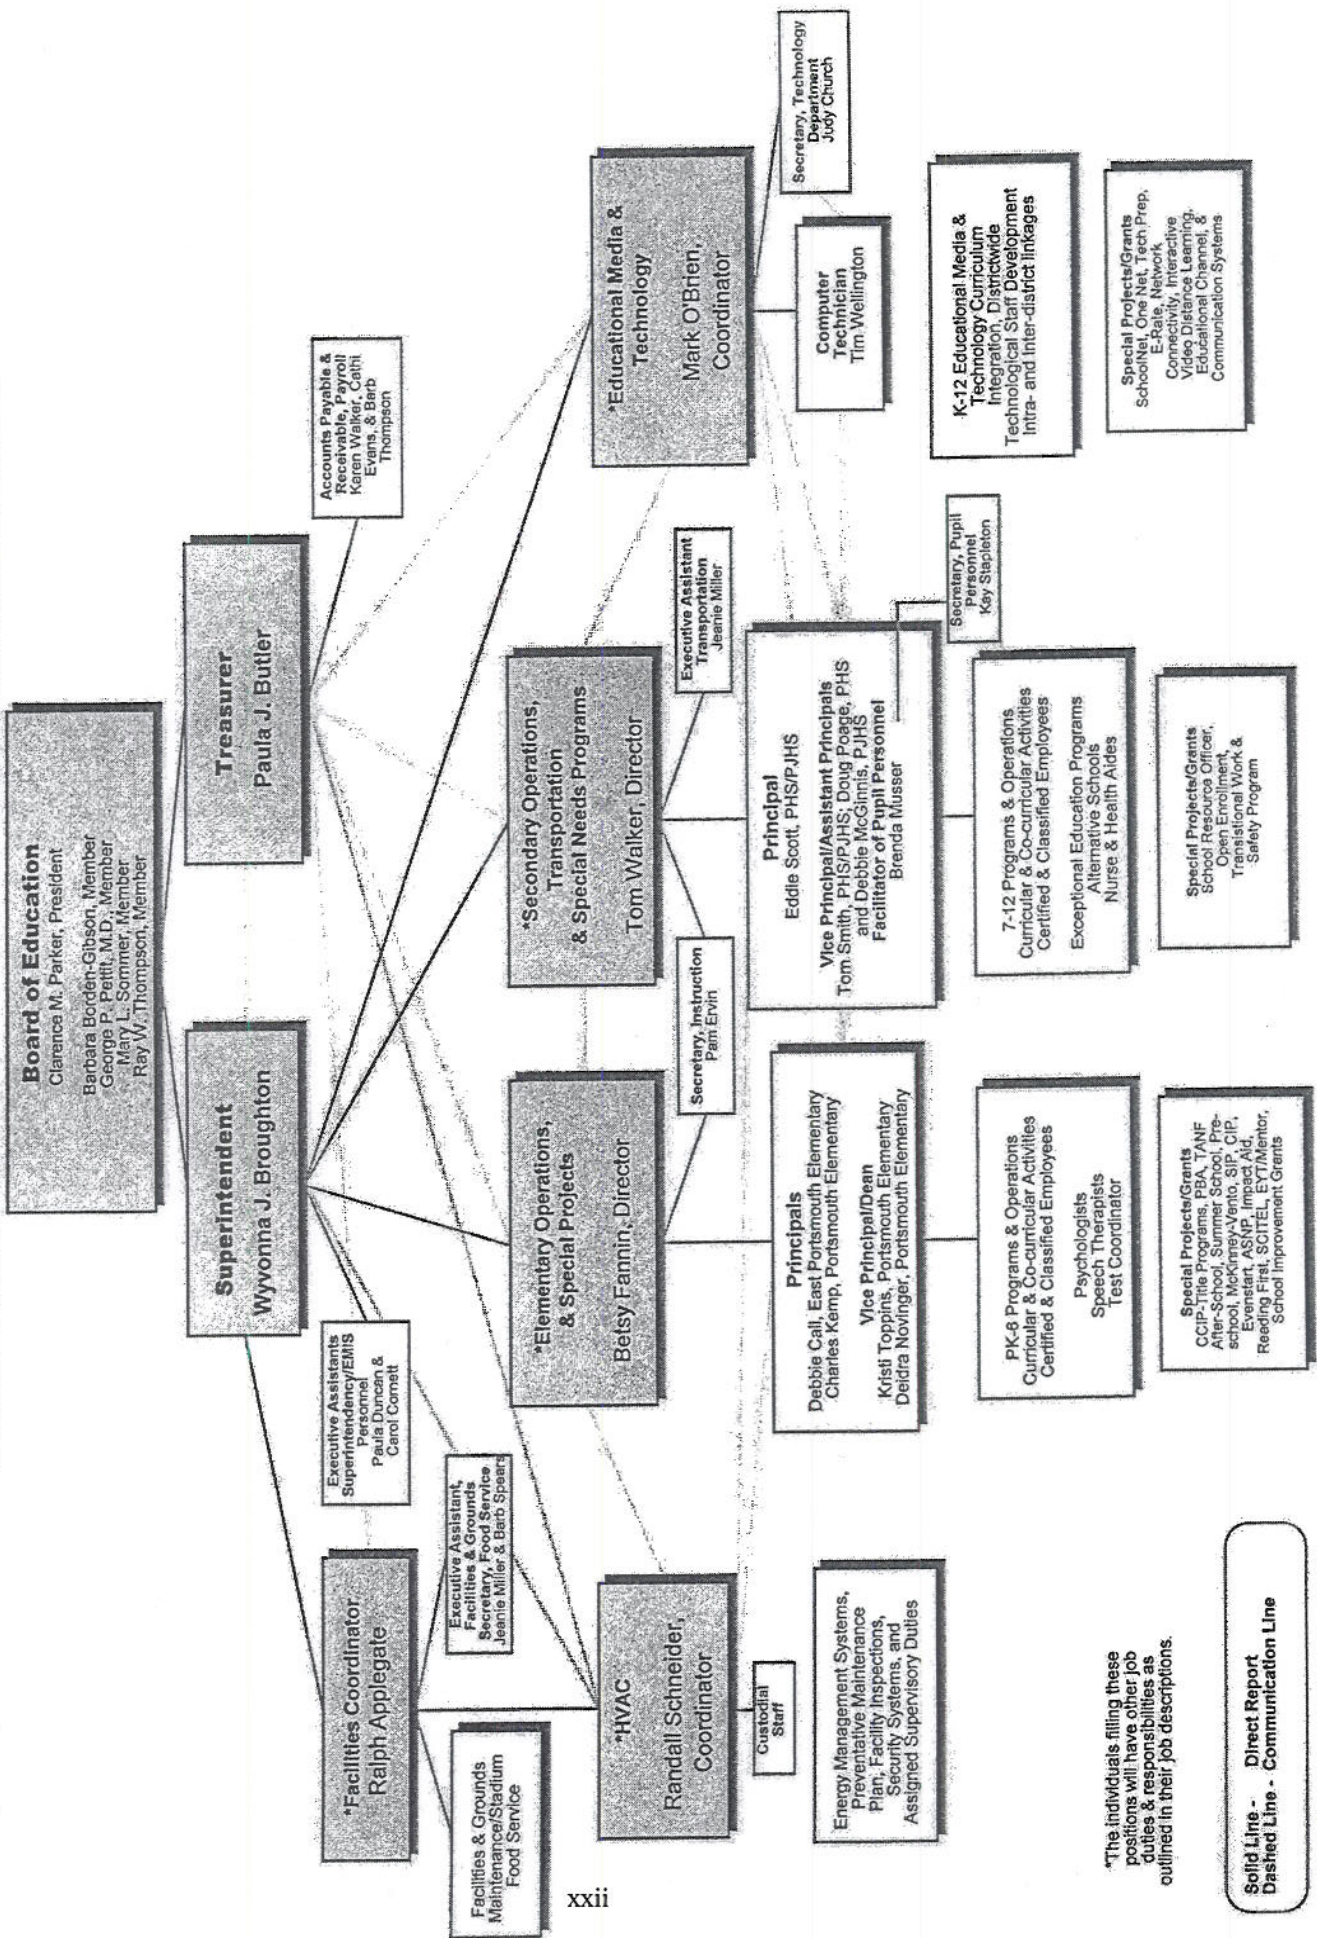 Board of Education
Clarence M. Parker, President
Barbara Borden-Gibson, Member
George P. Pettit, M.D., Member
Mary L. Sommer, Member
Ray W. Thompson, Member
Superintendent
Wyvonna J. Broughton
Treasurer
Paula J. Butler
Executive Assistants
Superintendency/EMIS
Personnel
Paula Duncan &
Carol Cornett
Accounts Payable &
Receivable, Payroll
Karen Walker, Cathi
Evans, & Barb
Thompson
*Facilities Coordinator
Ralph Applegate
Facilities & Grounds
Maintenance/Stadium
Food Service
Executive Assistant,
Facilities & Grounds
Secretary, Food Service
Jeanie Miller & Barb Spears
*HVAC
Randall Schneider,
Coordinator
*Elementary Operations,
& Special Projects
Betsy Fannin, Director
*Secondary Operations,
Transportation
& Special Needs Programs
Tom Walker, Director
*Educational Media &
Technology
Mark O'Brien,
Coordinator
Secretary, Instruction
Pam Ervin
Executive Assistant
Transportation
Jeanie Miller
Secretary, Technology
Department
Judy Church
Custodial
Staff
Computer
Technician
Tim Wellington
Principals
Debbie Call, East Portsmouth Elementary
Charles Kemp, Portsmouth Elementary
Vice Principal/Dean
Kristi Toppins, Portsmouth Elementary
Deidra Novinger, Portsmouth Elementary
Principal
Eddie Scott, PHS/PJHS
Vice Principal/Assistant Principals
Tom Smith, PHS/PJHS; Doug Poage, PHS
and Debbie McGinnis, PJHS
Facilitator of Pupil Personnel
Brenda Musser
Secretary, Pupil
Personnel
Kay Stapleton
Energy Management Systems,
Preventative Maintenance
Plan, Facility Inspections,
Security Systems, and
Assigned Supervisory Duties
PK-6 Programs & Operations
Curricular & Co-curricular Activities
Certified & Classified Employees
Psychologists
Speech Therapists
Test Coordinator
7-12 Programs & Operations
Curricular & Co-curricular Activities
Certified & Classified Employees
Exceptional Education Programs
Alternative Schools
Nurse & Health Aides
K-12 Educational Media &
Technology Curriculum
Integration, Districtwide
Technological Staff Development
Intra- and Inter-district linkages
Special Projects/Grants
CCIP-Title Programs, PBA, TANF
After-School, Summer School, Pre-
school, McKinney-Vento, SIP, CIP,
Evenstart, ASNP, Impact Aid,
Reading First, SCITEL, EYT/Mentor,
School Improvement Grants
Special Projects/Grants
School Resource Officer,
Open Enrollment,
Transistional Work &
Safety Program
Special Projects/Grants
SchoolNet, One Net, Tech Prep,
E-Rate, Network
Connectivity, Interactive
Video Distance Learning,
Educational Channel, &
Communication Systems
*The individuals filling these
positions will have other job
duties & responsibilities as
outlined in their job descriptions.
Solid Line - Direct Report
Dashed Line - Communication Line
xxii